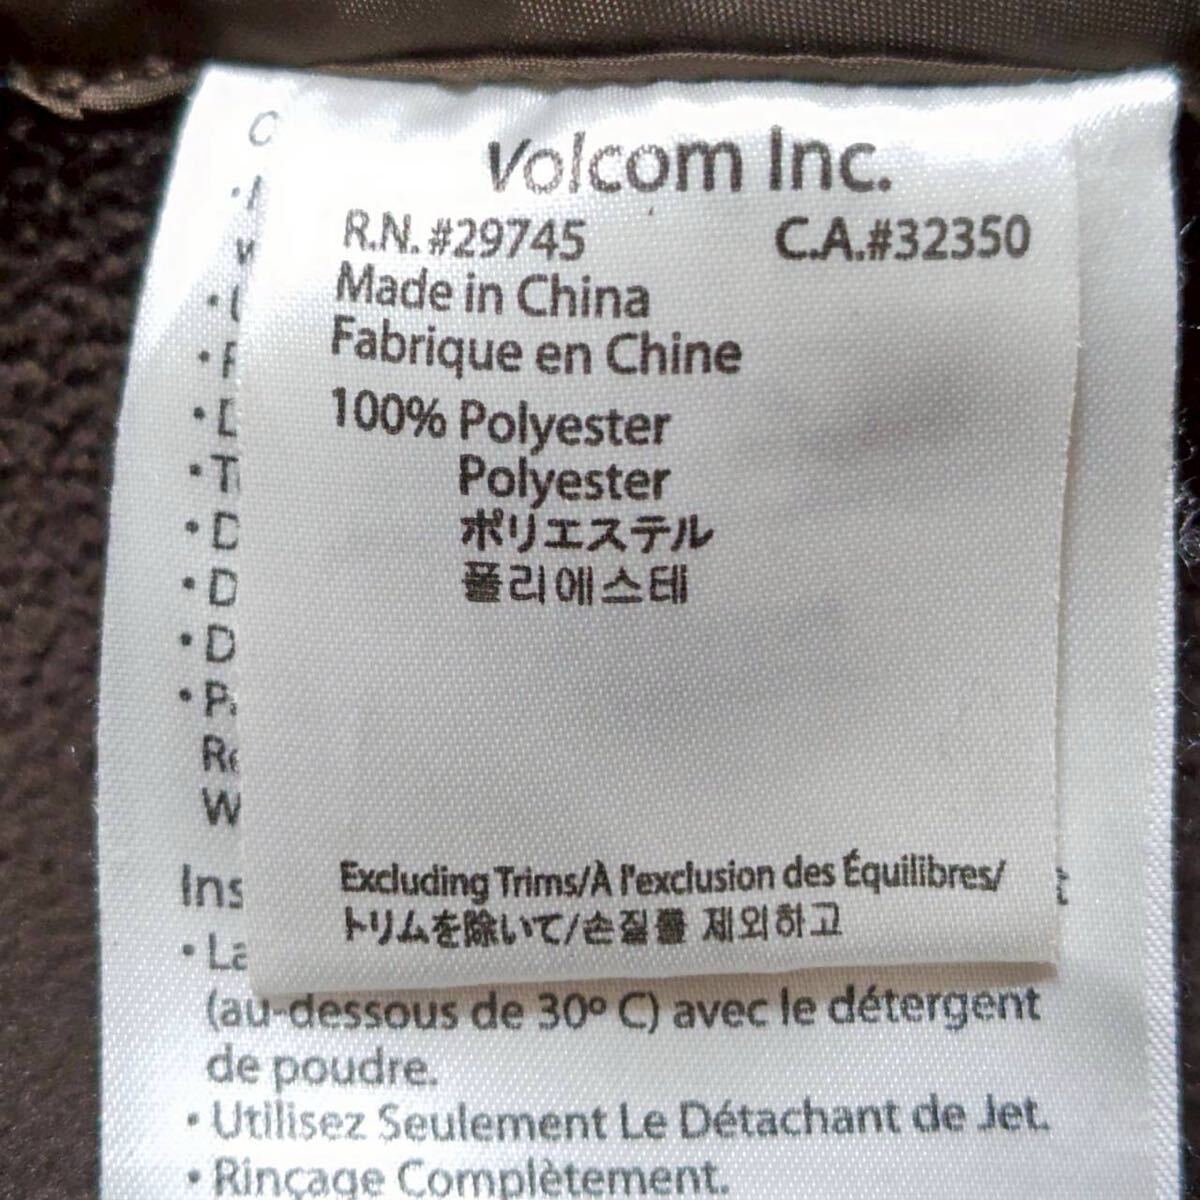 Volcom Inc.
R.N.#29745 C.A.#32350
Made in China
Fabrique en Chine
100% Polyester
Polyester
ポリエステル
폴리에스테
Excluding Trims/À l'exclusion des Équilibres/
トリムを除いて/손질를 제외하고
(au-dessous de 30º C) avec le détergent
de poudre.
• Utilisez Seulement Le Détachant de Jet.
• Rinçage Complètement.